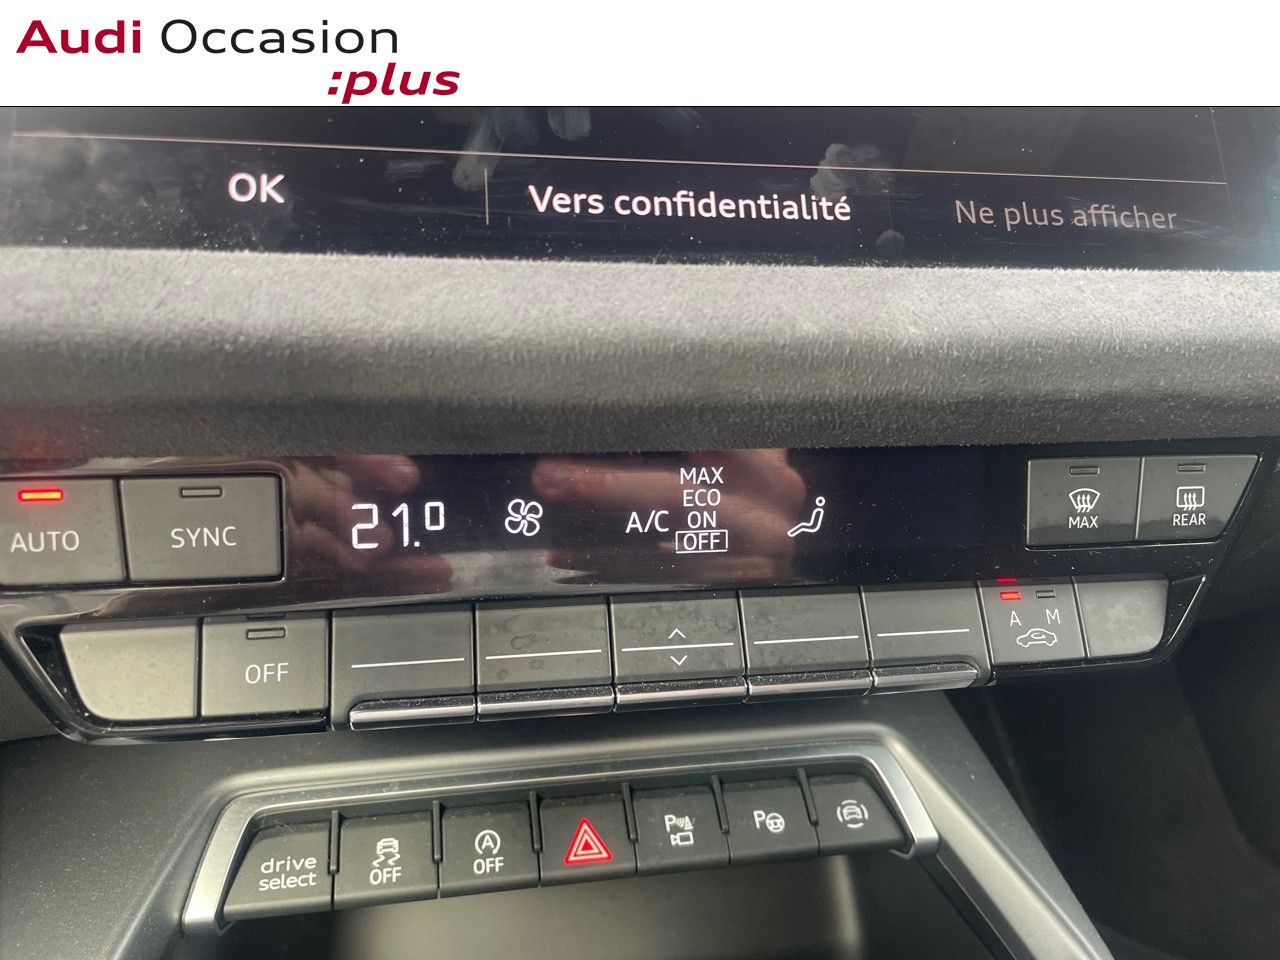 Audi Occasion
:plus
OK
Vers confidentialité
Ne plus afficher
AUTO
SYNC
21.0
A/C
MAX
ECO
ON
OFF
MAX
REAR
OFF
A M
drive
select
OFF
A
OFF
P
P